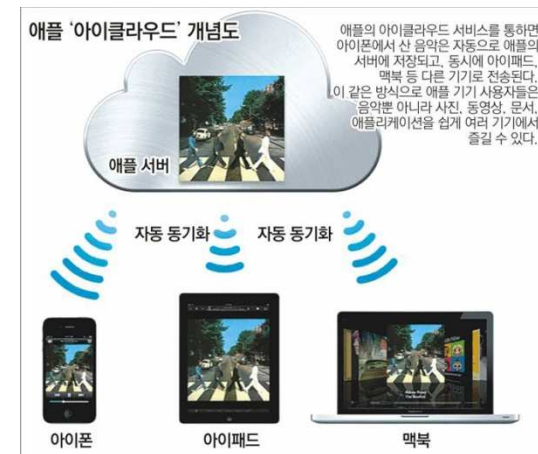 애플 ‘아이클라우드’ 개념도
애플의 아이클라우드 서비스를 통하면
아이폰에서 산 음악은 자동으로 애플의
서버에 저장되고, 동시에 아이패드,
맥북 등 다른 기기로 전송된다.
이 같은 방식으로 애플 기기 사용자들은
음악뿐 아니라 사진, 동영상, 문서,
애플리케이션을 쉽게 여러 기기에서
즐길 수 있다.
애플 서버
자동 동기화
자동 동기화
아이폰
아이패드
맥북